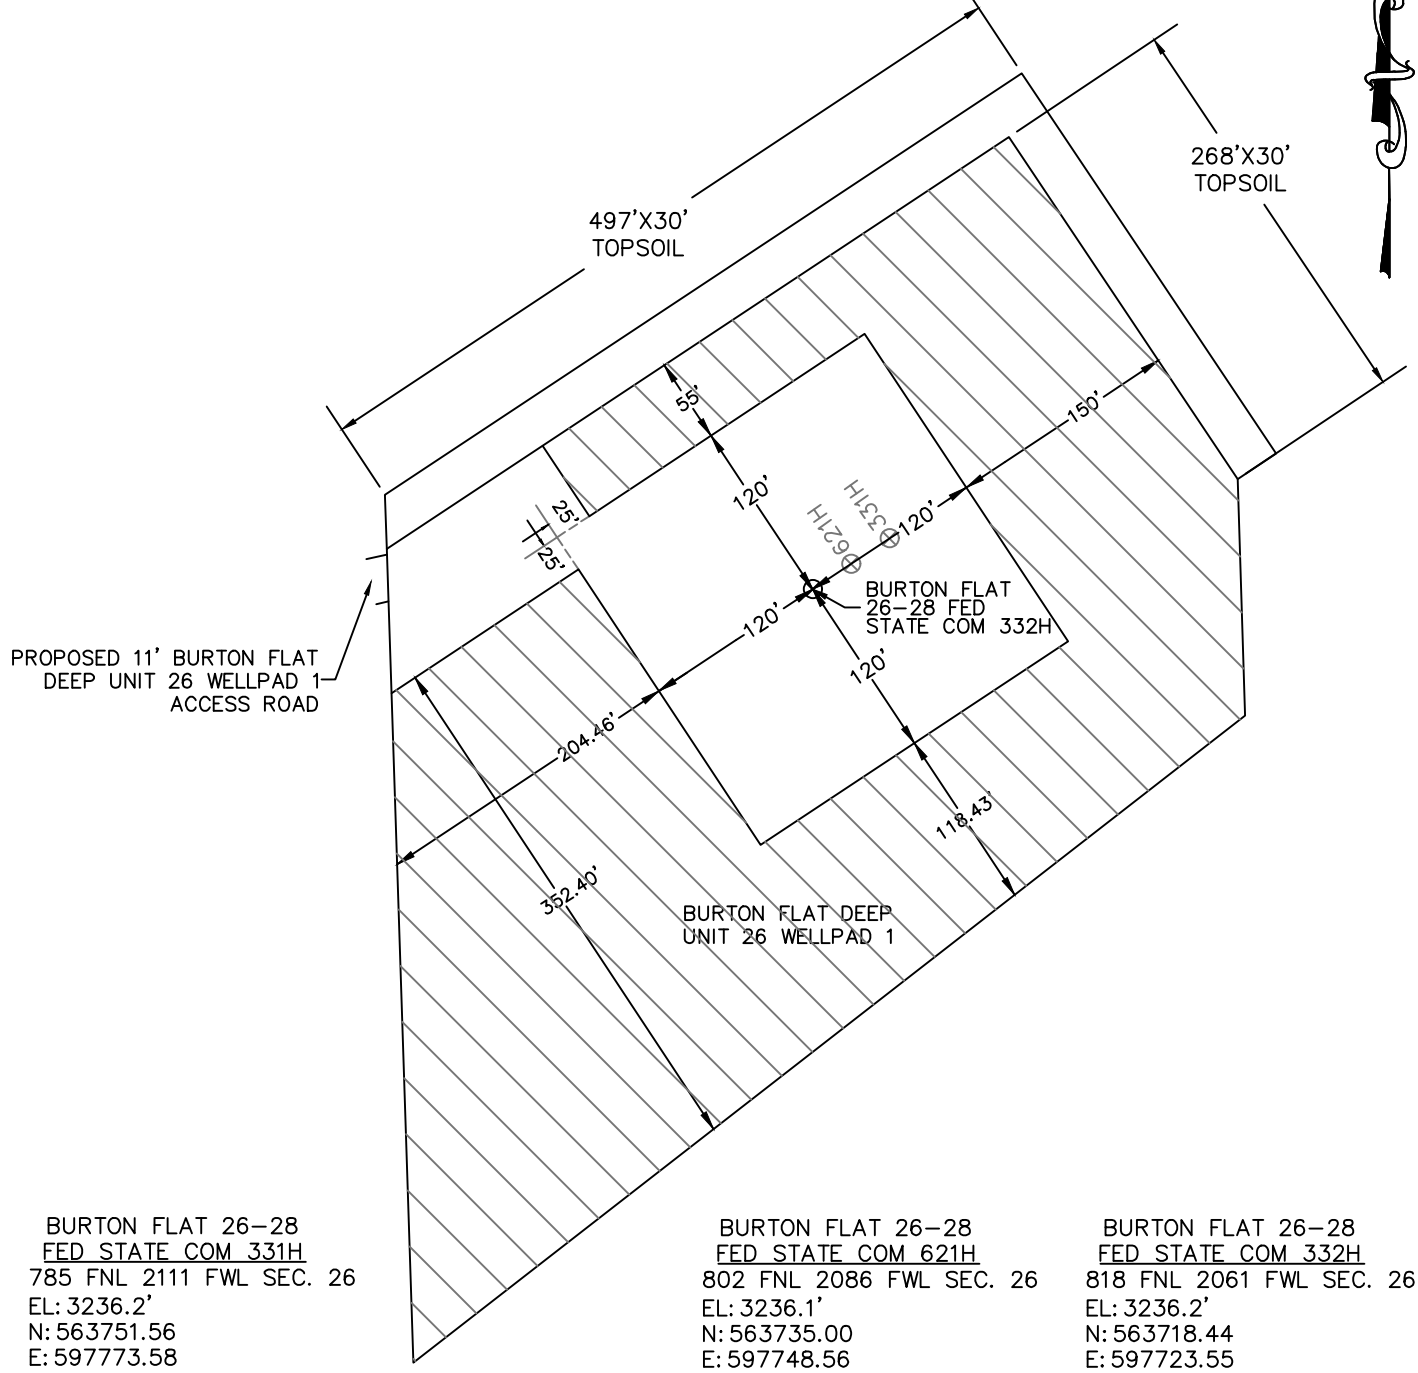 268'X30'
TOPSOIL
497'X30'
TOPSOIL
55'
150'
120'
25'
25'
621H
331H
120'
120'
120'
BURTON FLAT
26-28 FED
STATE COM 332H
PROPOSED 11' BURTON FLAT
DEEP UNIT 26 WELLPAD 1
ACCESS ROAD
204.46'
118.43'
352.40'
BURTON FLAT DEEP
UNIT 26 WELLPAD 1
BURTON FLAT 26-28
FED STATE COM 331H
785 FNL 2111 FWL SEC. 26
EL: 3236.2'
N: 563751.56
E: 597773.58
BURTON FLAT 26-28
FED STATE COM 621H
802 FNL 2086 FWL SEC. 26
EL: 3236.1'
N: 563735.00
E: 597748.56
BURTON FLAT 26-28
FED STATE COM 332H
818 FNL 2061 FWL SEC. 26
EL: 3236.2'
N: 563718.44
E: 597723.55